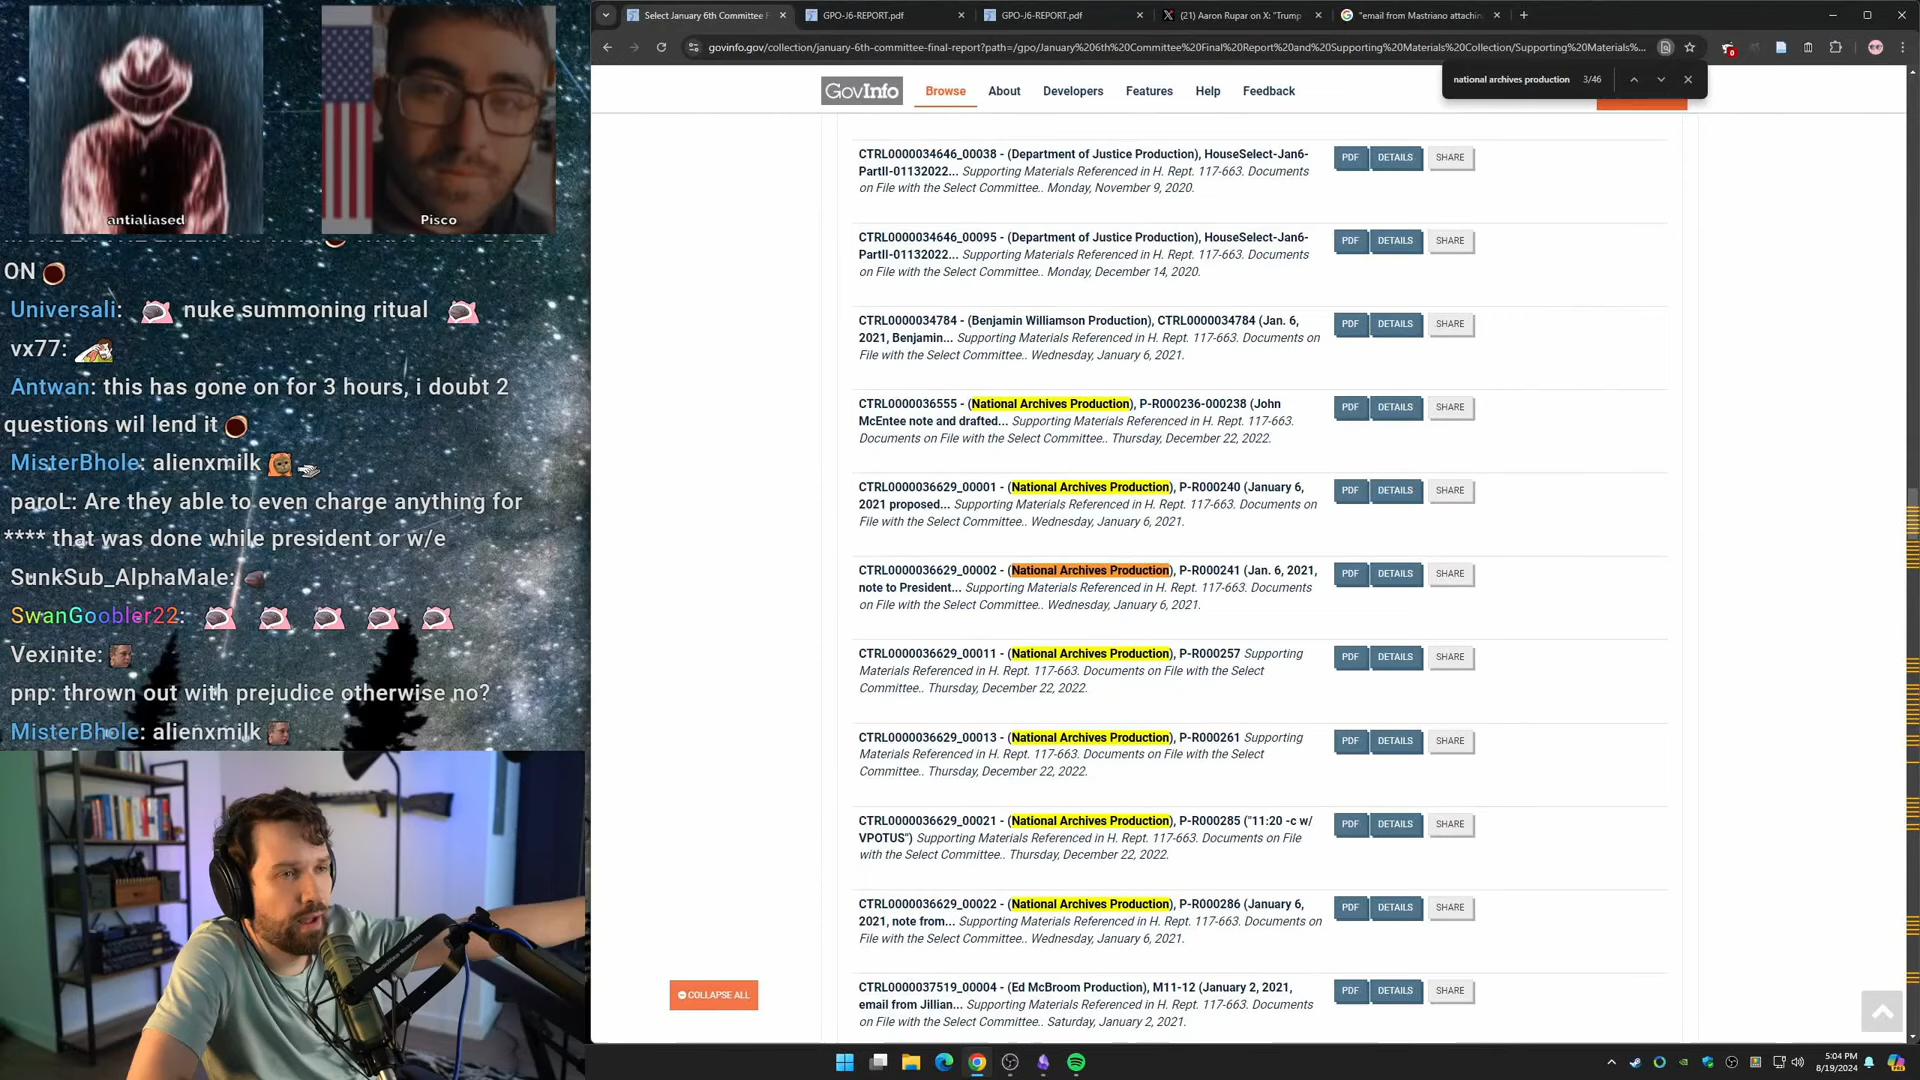 antialiased
Pisco
ON
Universali: nuke summoning ritual
vx77:
Antwan: this has gone on for 3 hours, i doubt 2
questions wil lend it
MisterBhole: alienxmilk
paroL: Are they able to even charge anything for
**** that was done while president or w/e
SunkSub_AlphaMale:
SwanGoobler22:
Vexinite:
pnp: thrown out with prejudice otherwise no?
MisterBhole: alienxmilk
Select January 6th Committee F
GPO-J6-REPORT.pdf
GPO-J6-REPORT.pdf
(21) Aaron Rupar on X: "Trump
"email from Mastriano attachin
govinfo.gov/collection/january-6th-committee-final-report?path=/gpo/January%206th%20Committee%20Final%20Report%20and%20Supporting%20Materials%20Collection/Supporting%20Materials%...
national archives production 3/46
GovInfo Browse About Developers Features Help Feedback
CTRL0000034646_00038 - (Department of Justice Production), HouseSelect-Jan6-
PartII-01132022... Supporting Materials Referenced in H. Rept. 117-663. Documents
on File with the Select Committee.. Monday, November 9, 2020.
PDF DETAILS SHARE
CTRL0000034646_00095 - (Department of Justice Production), HouseSelect-Jan6-
PartII-01132022... Supporting Materials Referenced in H. Rept. 117-663. Documents
on File with the Select Committee.. Monday, December 14, 2020.
PDF DETAILS SHARE
CTRL0000034784 - (Benjamin Williamson Production), CTRL0000034784 (Jan. 6,
2021, Benjamin... Supporting Materials Referenced in H. Rept. 117-663. Documents on
File with the Select Committee.. Wednesday, January 6, 2021.
PDF DETAILS SHARE
CTRL0000036555 - (National Archives Production), P-R000236-000238 (John
McEntee note and drafted... Supporting Materials Referenced in H. Rept. 117-663.
Documents on File with the Select Committee.. Thursday, December 22, 2022.
PDF DETAILS SHARE
CTRL0000036629_00001 - (National Archives Production), P-R000240 (January 6,
2021 proposed... Supporting Materials Referenced in H. Rept. 117-663. Documents on
File with the Select Committee.. Wednesday, January 6, 2021.
PDF DETAILS SHARE
CTRL0000036629_00002 - (National Archives Production), P-R000241 (Jan. 6, 2021,
note to President... Supporting Materials Referenced in H. Rept. 117-663. Documents
on File with the Select Committee.. Wednesday, January 6, 2021.
PDF DETAILS SHARE
CTRL0000036629_00011 - (National Archives Production), P-R000257 Supporting
Materials Referenced in H. Rept. 117-663. Documents on File with the Select
Committee.. Thursday, December 22, 2022.
PDF DETAILS SHARE
CTRL0000036629_00013 - (National Archives Production), P-R000261 Supporting
Materials Referenced in H. Rept. 117-663. Documents on File with the Select
Committee.. Thursday, December 22, 2022.
PDF DETAILS SHARE
CTRL0000036629_00021 - (National Archives Production), P-R000285 ("11:20 -c w/
VPOTUS") Supporting Materials Referenced in H. Rept. 117-663. Documents on File
with the Select Committee.. Thursday, December 22, 2022.
PDF DETAILS SHARE
CTRL0000036629_00022 - (National Archives Production), P-R000286 (January 6,
2021, note from... Supporting Materials Referenced in H. Rept. 117-663. Documents
on File with the Select Committee.. Wednesday, January 6, 2021.
PDF DETAILS SHARE
CTRL0000037519_00004 - (Ed McBroom Production), M11-12 (January 2, 2021,
email from Jillian... Supporting Materials Referenced in H. Rept. 117-663. Documents
on File with the Select Committee.. Saturday, January 2, 2021.
PDF DETAILS SHARE
COLLAPSE ALL
5:04 PM
8/19/2024